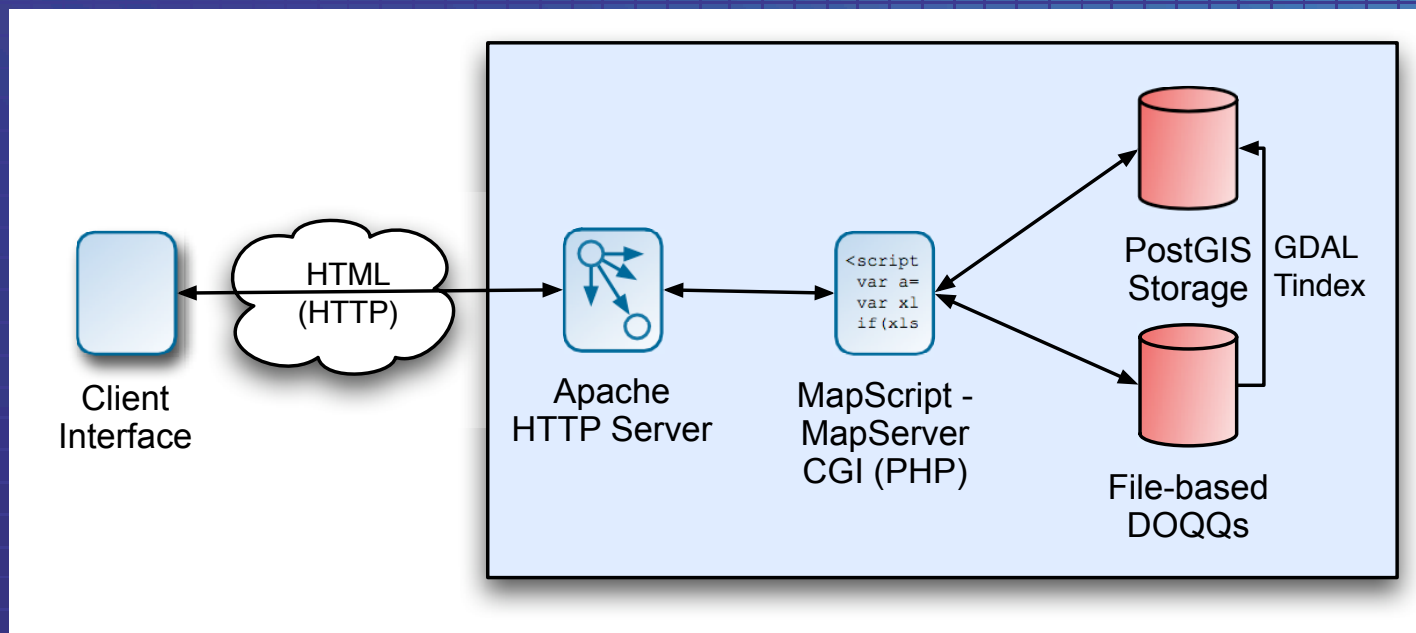 Client
Interface
HTML
(HTTP)
Apache
HTTP Server
<script
var a=
var xl
if(xls
MapScript -
MapServer
CGI (PHP)
PostGIS
Storage
GDAL
Tindex
File-based
DOQQs